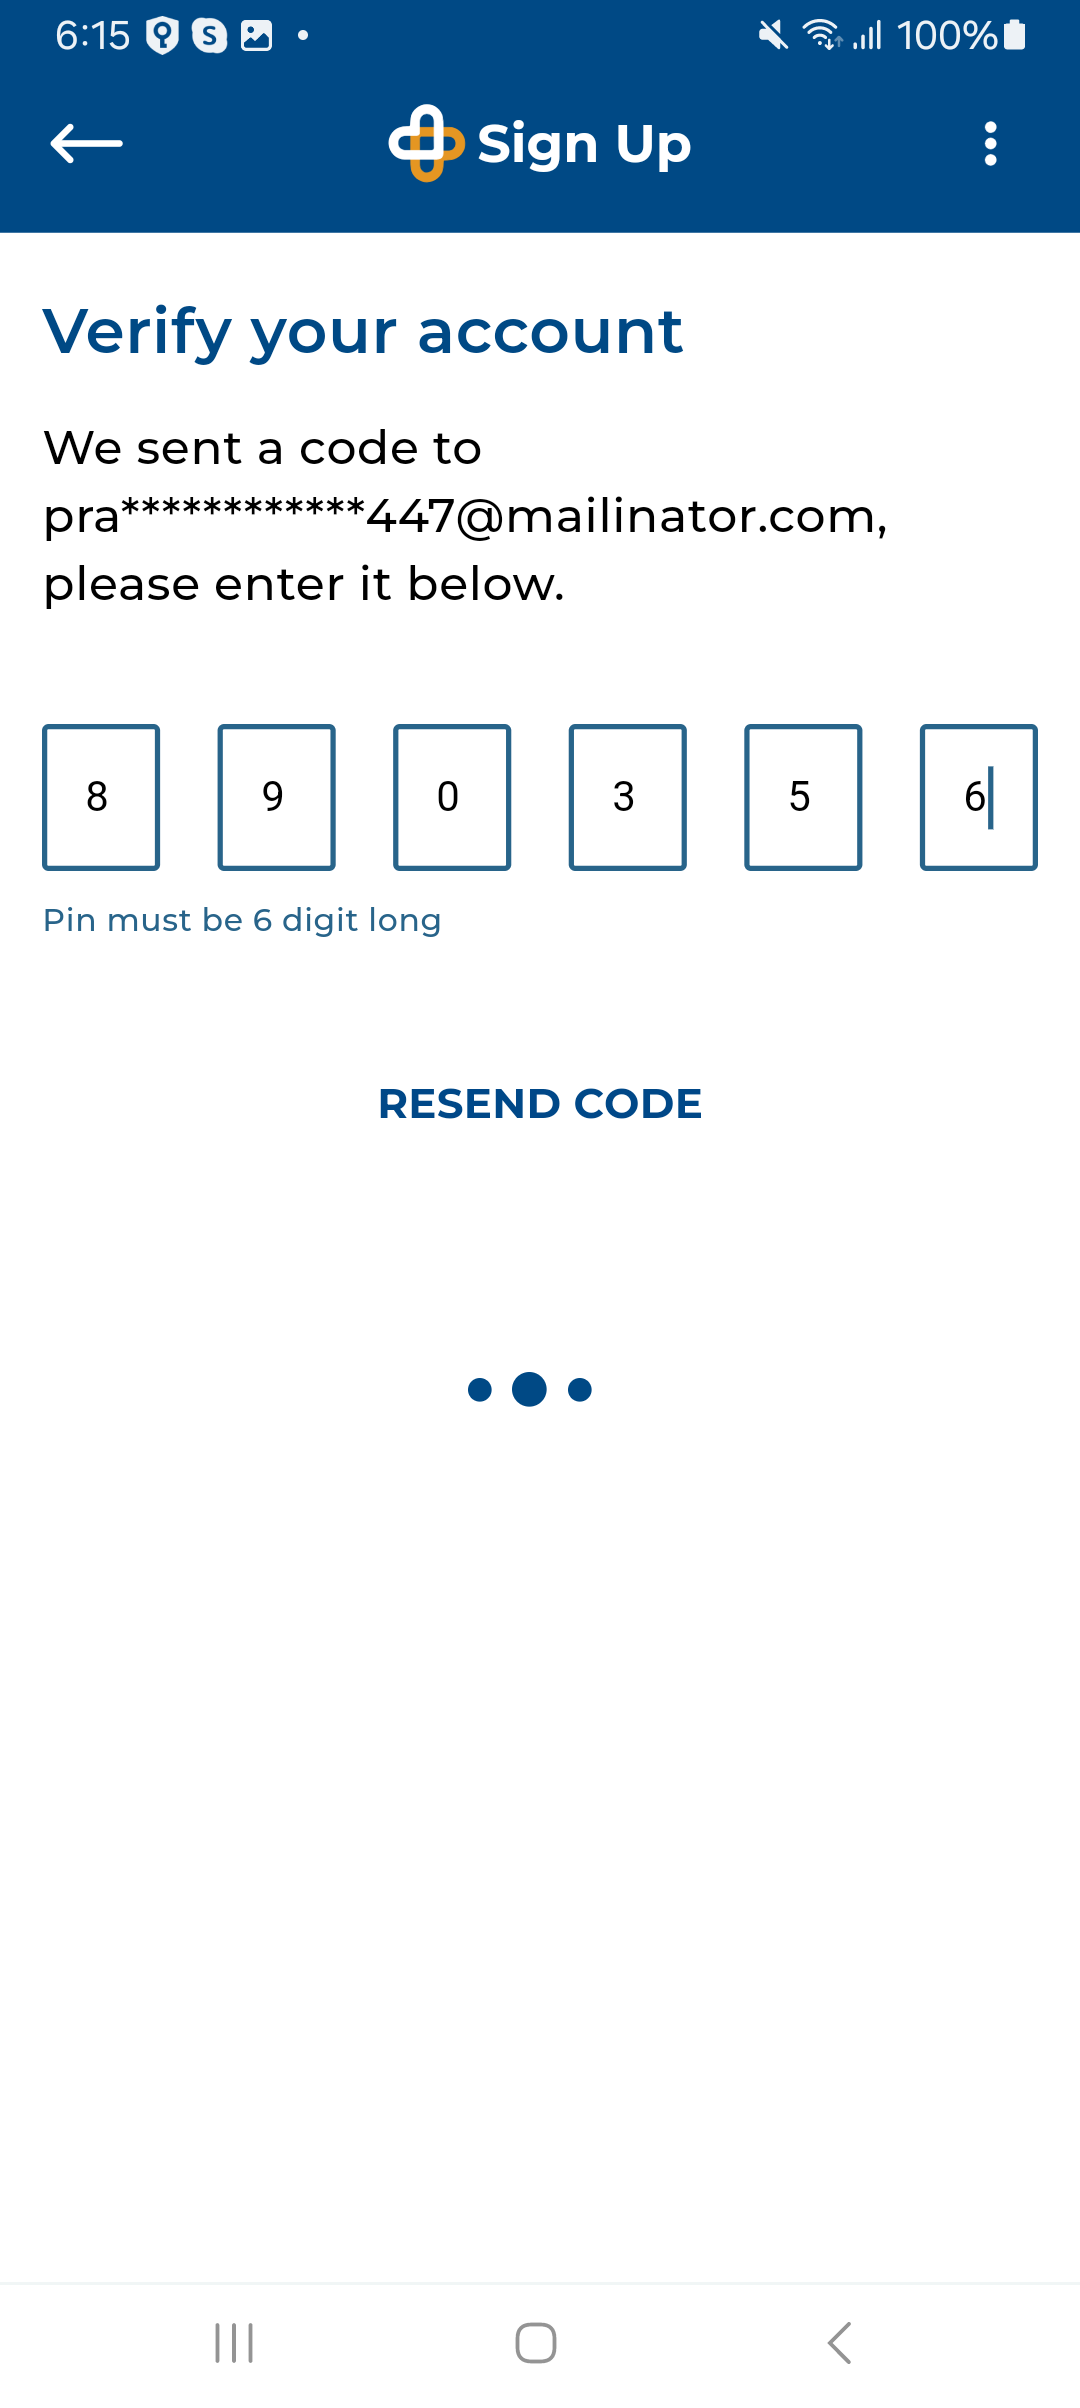 6:15 S 100%
Sign Up
Verify your account
We sent a code to
pra************447@mailinator.com,
please enter it below.
8 9 0 3 5 6
Pin must be 6 digit long
RESEND CODE